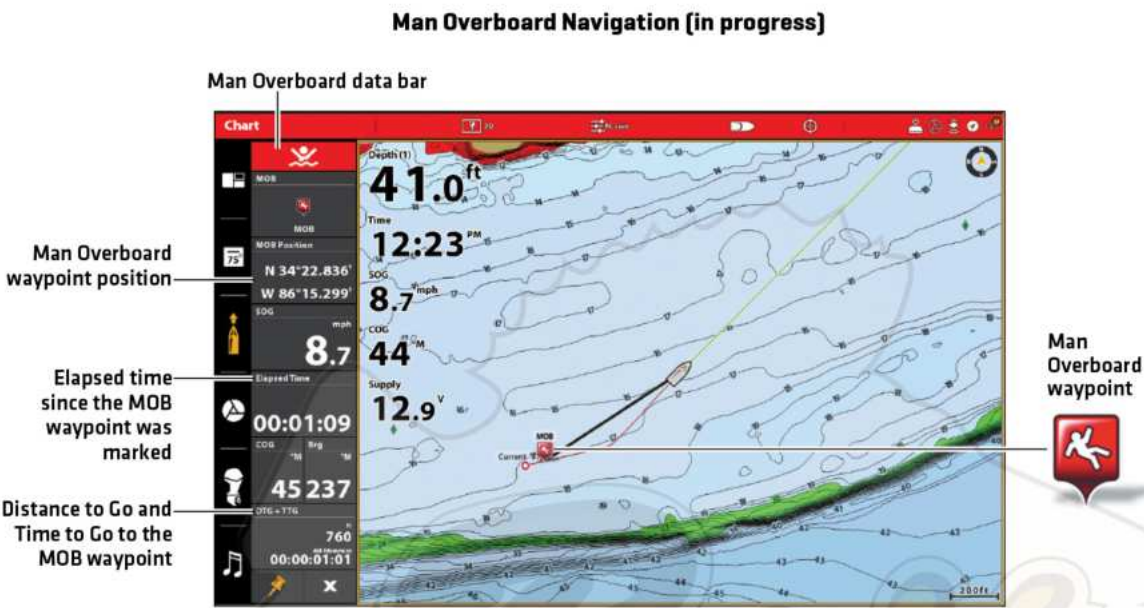 Man Overboard Navigation (in progress)
Man Overboard data bar
Chart
20
MOB
MOB
Man Overboard
waypoint position
MOB Position
N 34°22.836'
W 86°15.299'
SOG
mph
8.7
Elapsed time
since the MOB
waypoint was
marked
Elapsed Time
00:01:09
COG
°M
45
Brg
°M
237
Distance to Go and
Time to Go to the
MOB waypoint
DTG + TTG
760
00:00:01:01
75°
X
Depth (1)
41.0 ft
Time
12:23 PM
SOG
8.7 mph
COG
44 °M
Supply
12.9 V
MOB
Current
200ft
Man
Overboard
waypoint